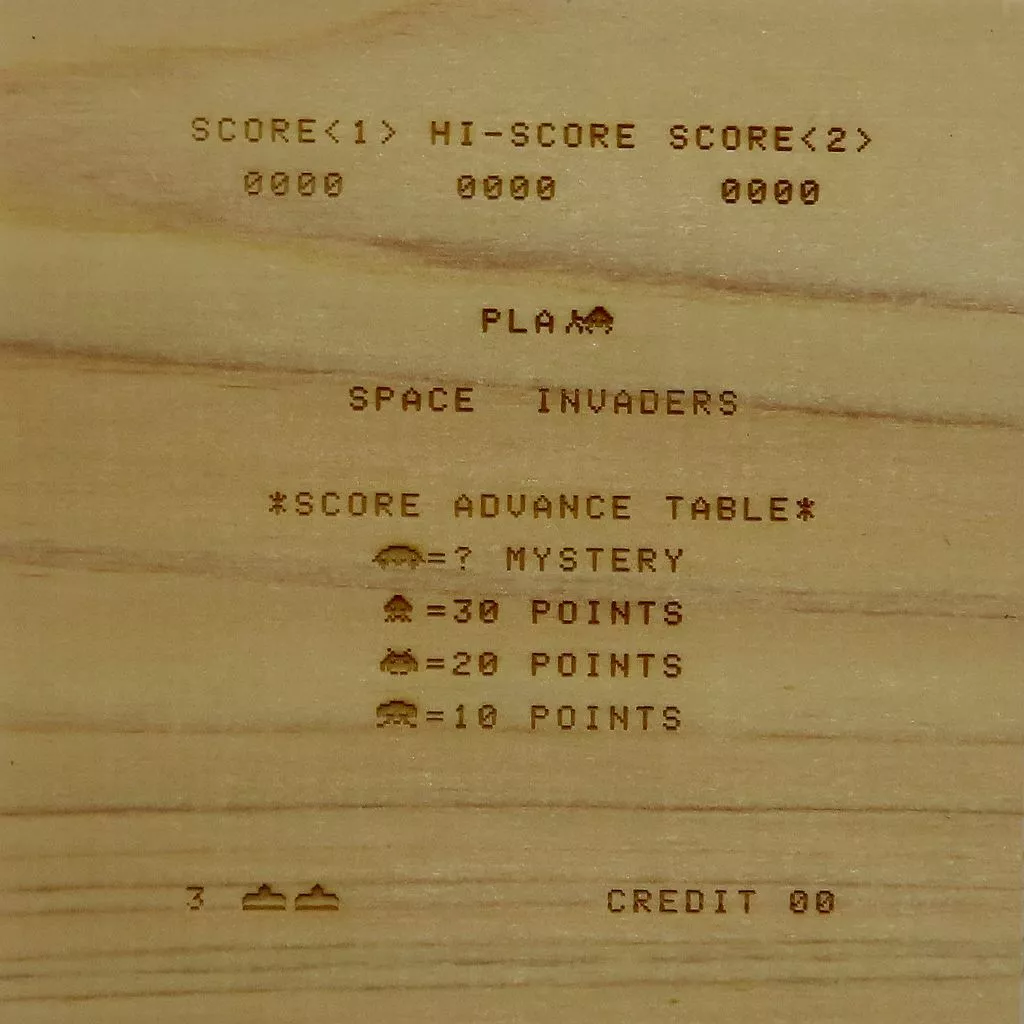 SCORE<1> HI-SCORE SCORE<2>
0000 0000 0000
PLA
SPACE INVADERS
*SCORE ADVANCE TABLE*
=? MYSTERY
=30 POINTS
=20 POINTS
=10 POINTS
3 CREDIT 00